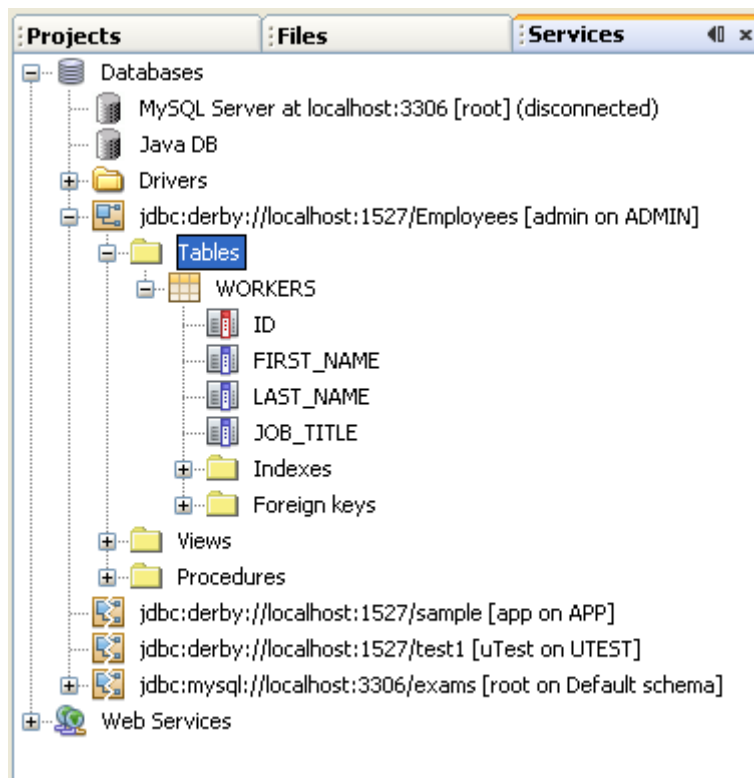 Projects Files Services
Databases
MySQL Server at localhost:3306 [root] (disconnected)
Java DB
Drivers
jdbc:derby://localhost:1527/Employees [admin on ADMIN]
Tables
WORKERS
ID
FIRST_NAME
LAST_NAME
JOB_TITLE
Indexes
Foreign keys
Views
Procedures
jdbc:derby://localhost:1527/sample [app on APP]
jdbc:derby://localhost:1527/test1 [uTest on UTEST]
jdbc:mysql://localhost:3306/exams [root on Default schema]
Web Services